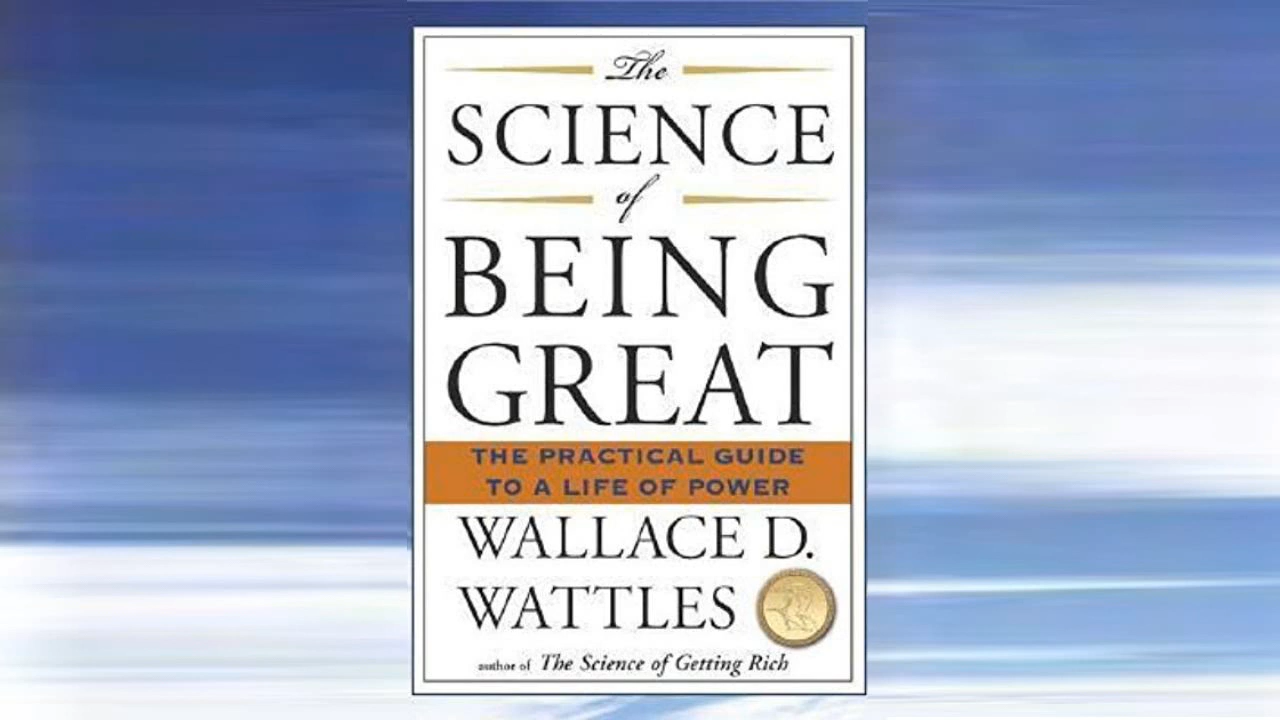 The
SCIENCE
of
BEING
GREAT
THE PRACTICAL GUIDE
TO A LIFE OF POWER
WALLACE D.
WATTLES
author of The Science of Getting Rich